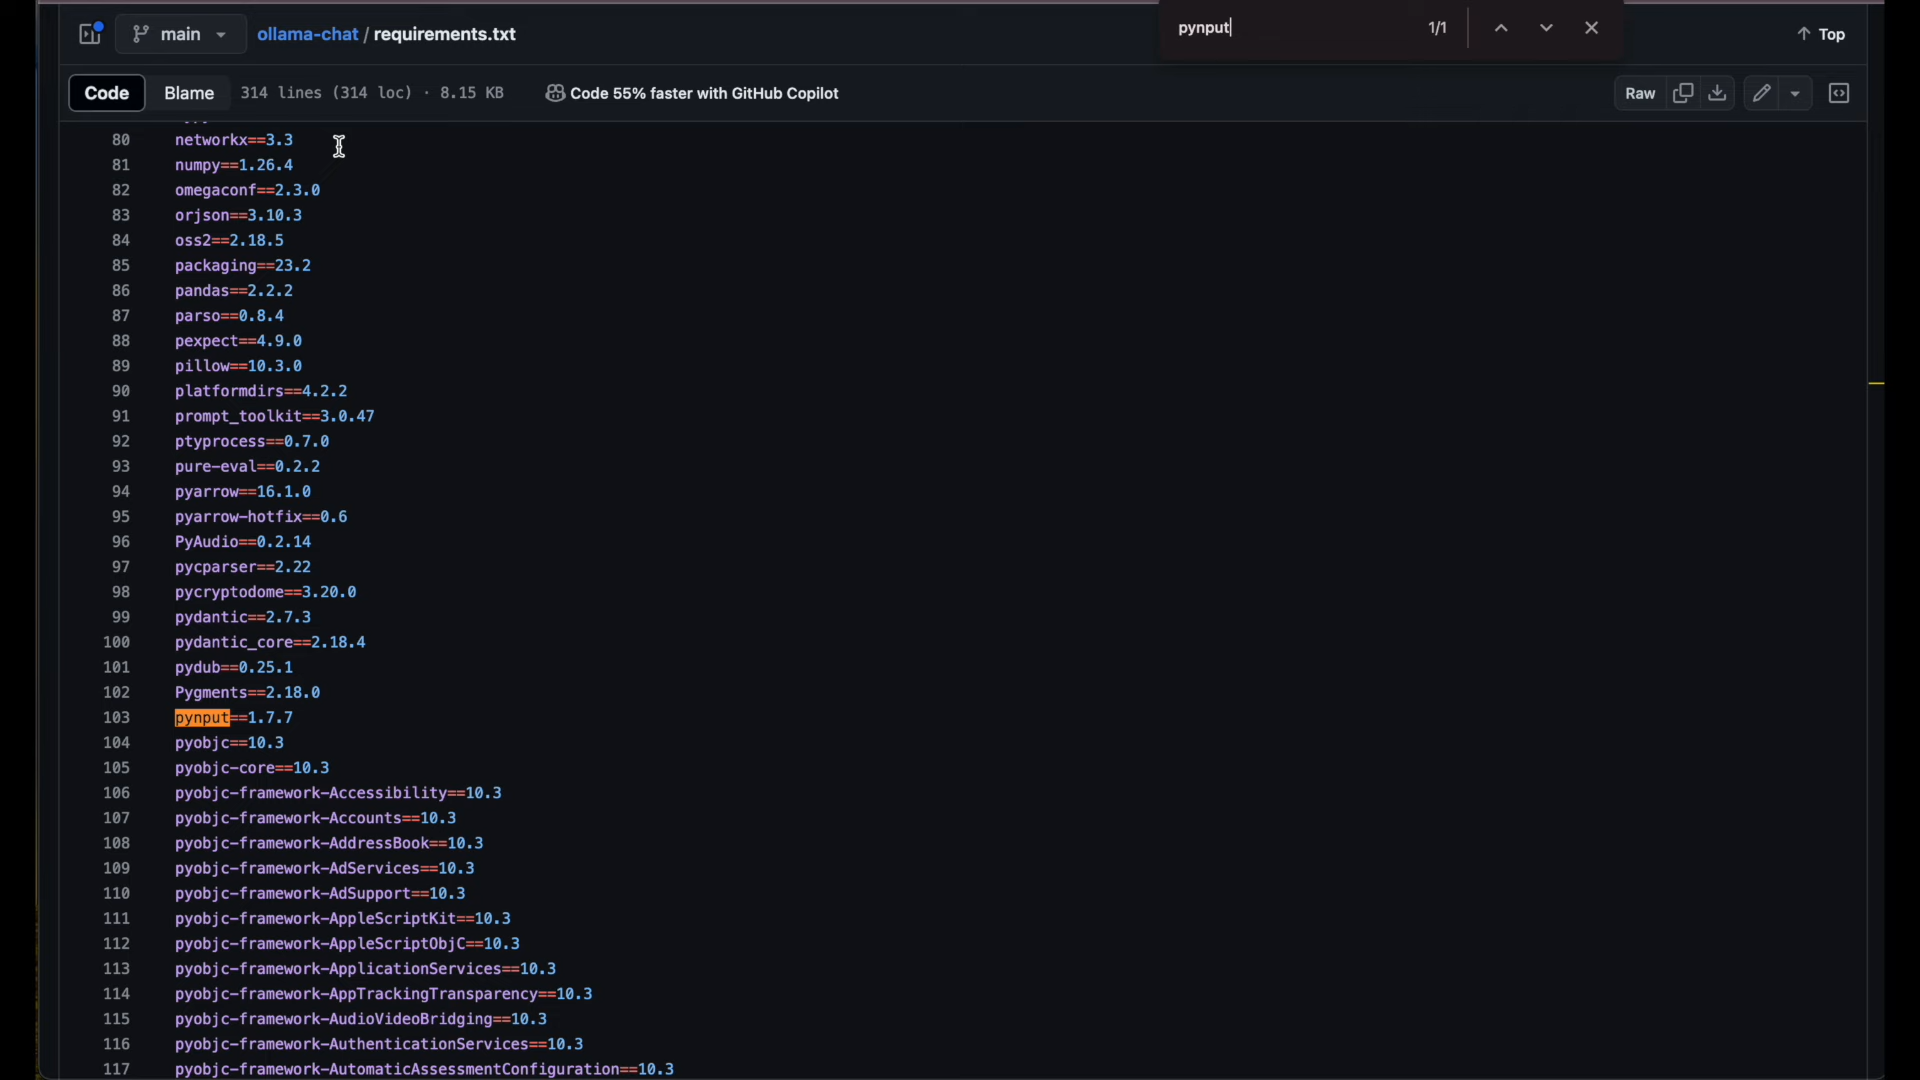 main
ollama-chat / requirements.txt
pynput
1/1
Top
Code
Blame
314 lines (314 loc) · 8.15 KB
Code 55% faster with GitHub Copilot
Raw
80 networkx==3.3
81 numpy==1.26.4
82 omegaconf==2.3.0
83 orjson==3.10.3
84 oss2==2.18.5
85 packaging==23.2
86 pandas==2.2.2
87 parso==0.8.4
88 pexpect==4.9.0
89 pillow==10.3.0
90 platformdirs==4.2.2
91 prompt_toolkit==3.0.47
92 ptyprocess==0.7.0
93 pure-eval==0.2.2
94 pyarrow==16.1.0
95 pyarrow-hotfix==0.6
96 PyAudio==0.2.14
97 pycparser==2.22
98 pycryptodome==3.20.0
99 pydantic==2.7.3
100 pydantic_core==2.18.4
101 pydub==0.25.1
102 Pygments==2.18.0
103 pynput==1.7.7
104 pyobjc==10.3
105 pyobjc-core==10.3
106 pyobjc-framework-Accessibility==10.3
107 pyobjc-framework-Accounts==10.3
108 pyobjc-framework-AddressBook==10.3
109 pyobjc-framework-AdServices==10.3
110 pyobjc-framework-AdSupport==10.3
111 pyobjc-framework-AppleScriptKit==10.3
112 pyobjc-framework-AppleScriptObjC==10.3
113 pyobjc-framework-ApplicationServices==10.3
114 pyobjc-framework-AppTrackingTransparency==10.3
115 pyobjc-framework-AudioVideoBridging==10.3
116 pyobjc-framework-AuthenticationServices==10.3
117 pyobjc-framework-AutomaticAssessmentConfiguration==10.3